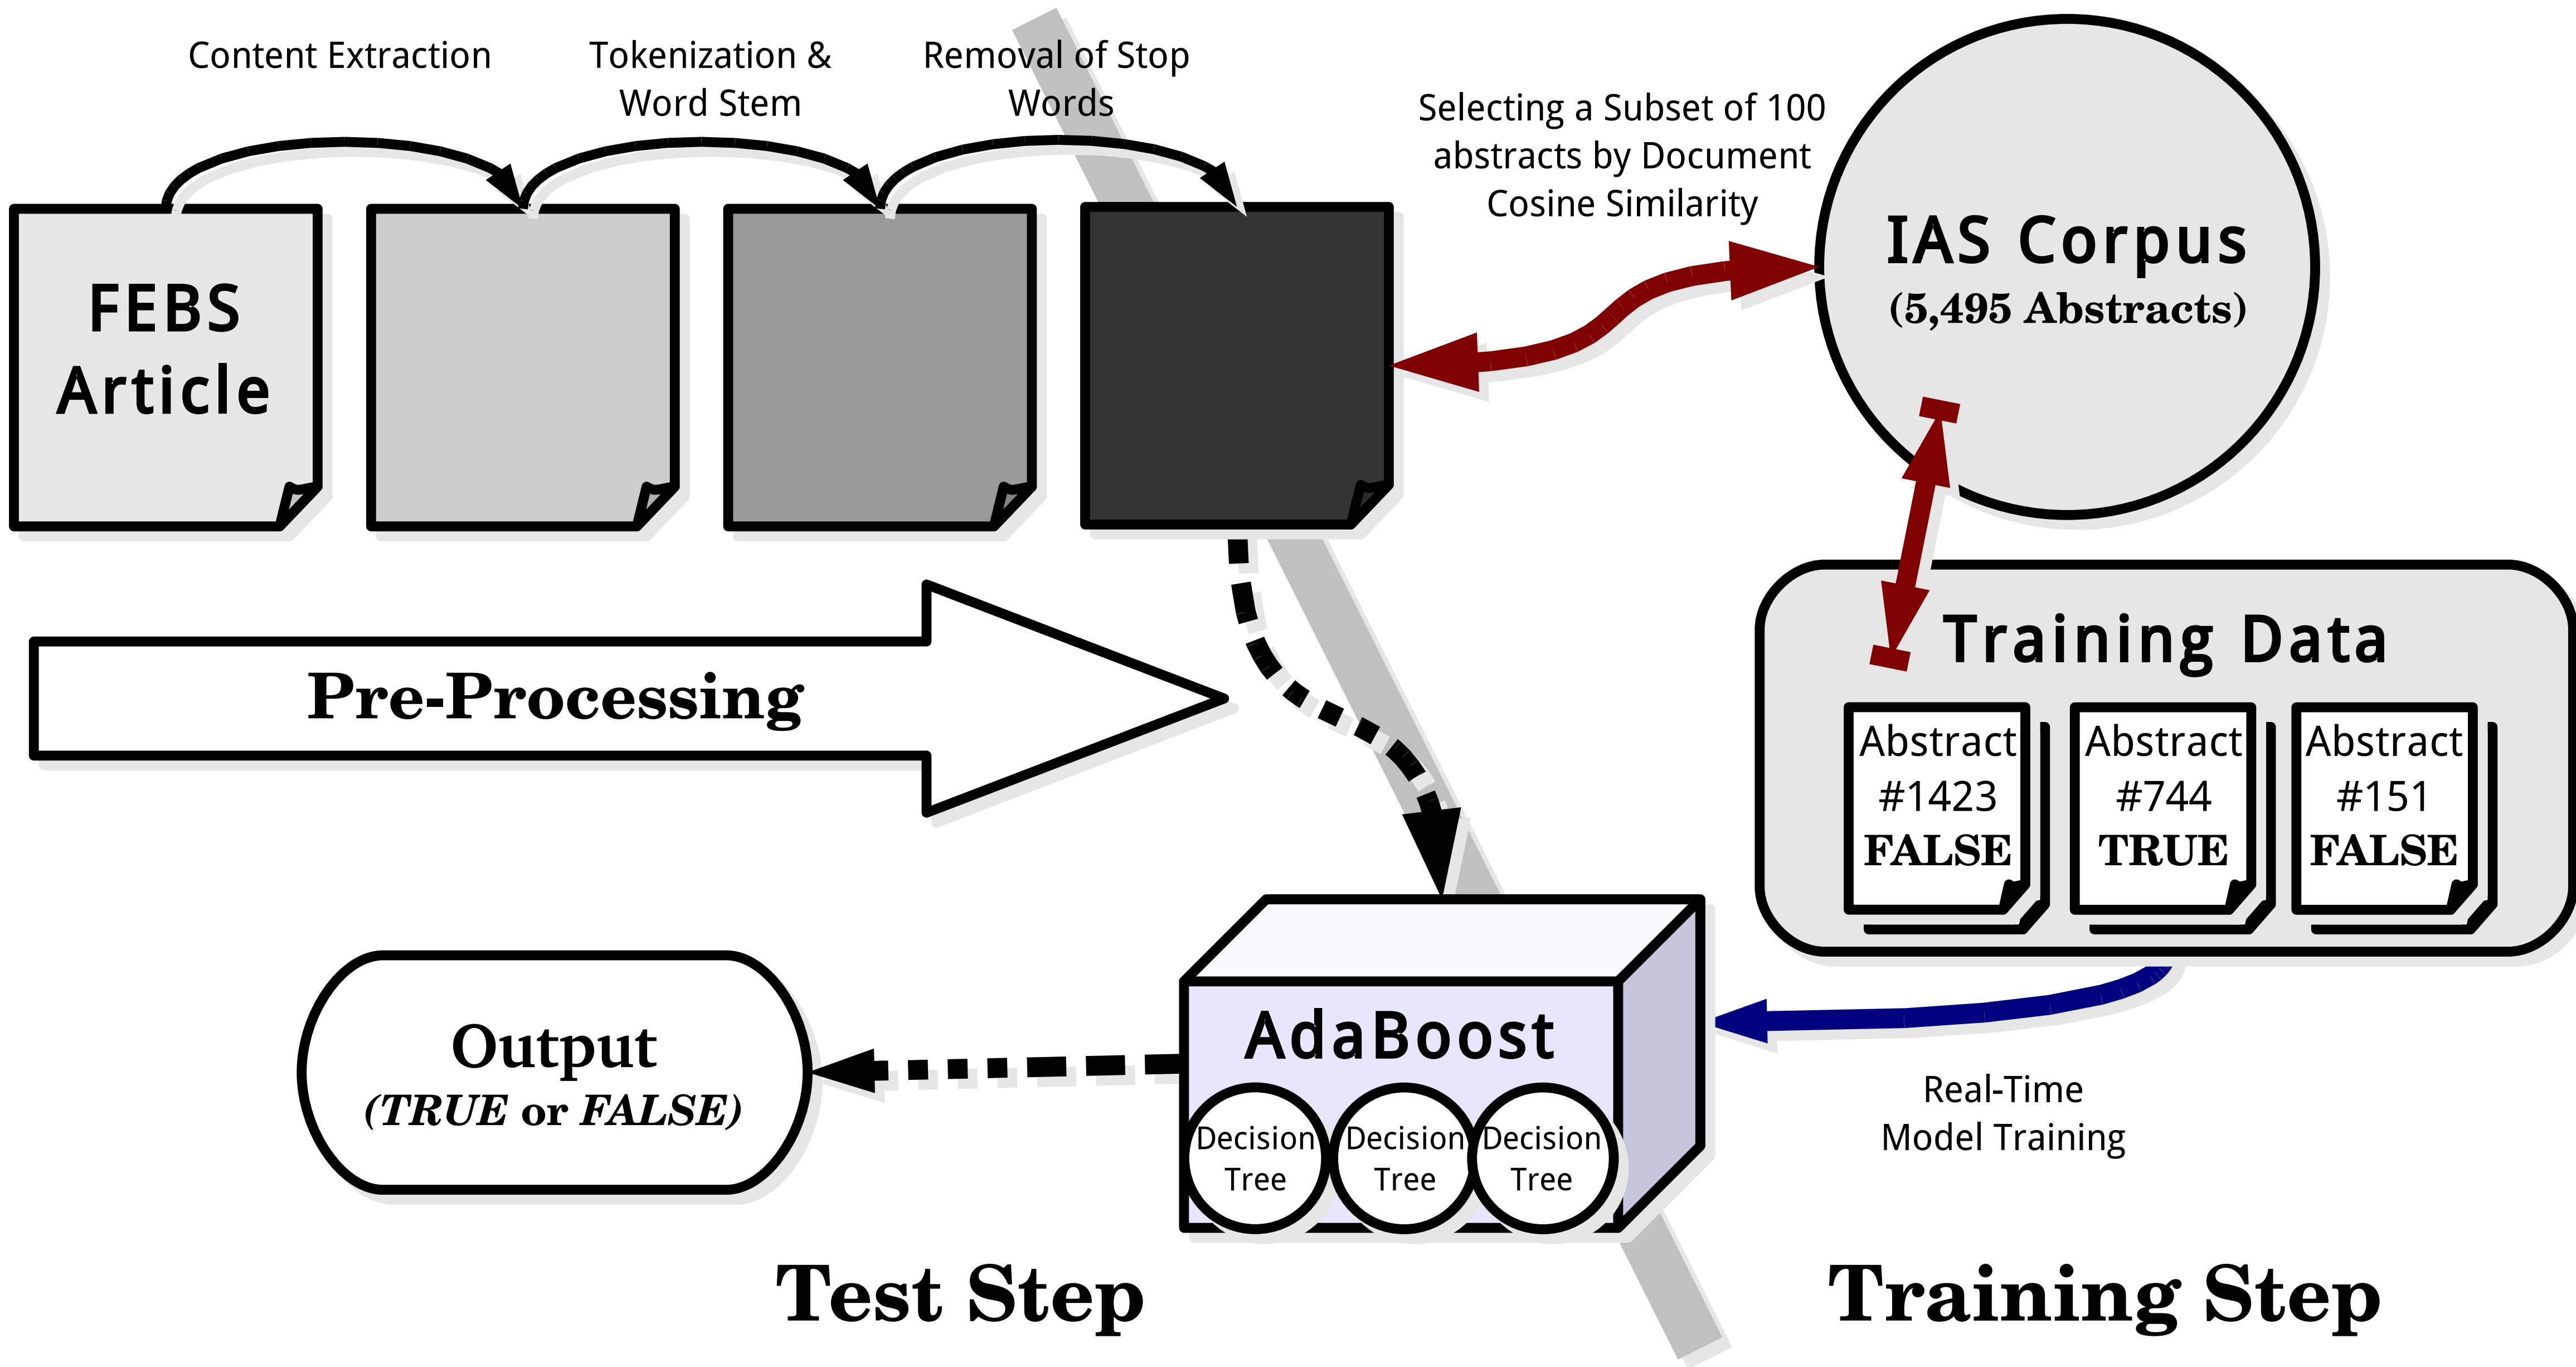 Content Extraction
Tokenization &
Word Stem
Removal of Stop
Words
Selecting a Subset of 100
abstracts by Document
Cosine Similarity
IAS Corpus
(5,495 Abstracts)
FEBS
Article
Pre-Processing
Training Data
Abstract
#1423
FALSE
Abstract
#744
TRUE
Abstract
#151
FALSE
Output
(TRUE or FALSE)
AdaBoost
Decision
Tree
Decision
Tree
Decision
Tree
Real-Time
Model Training
Test Step
Training Step